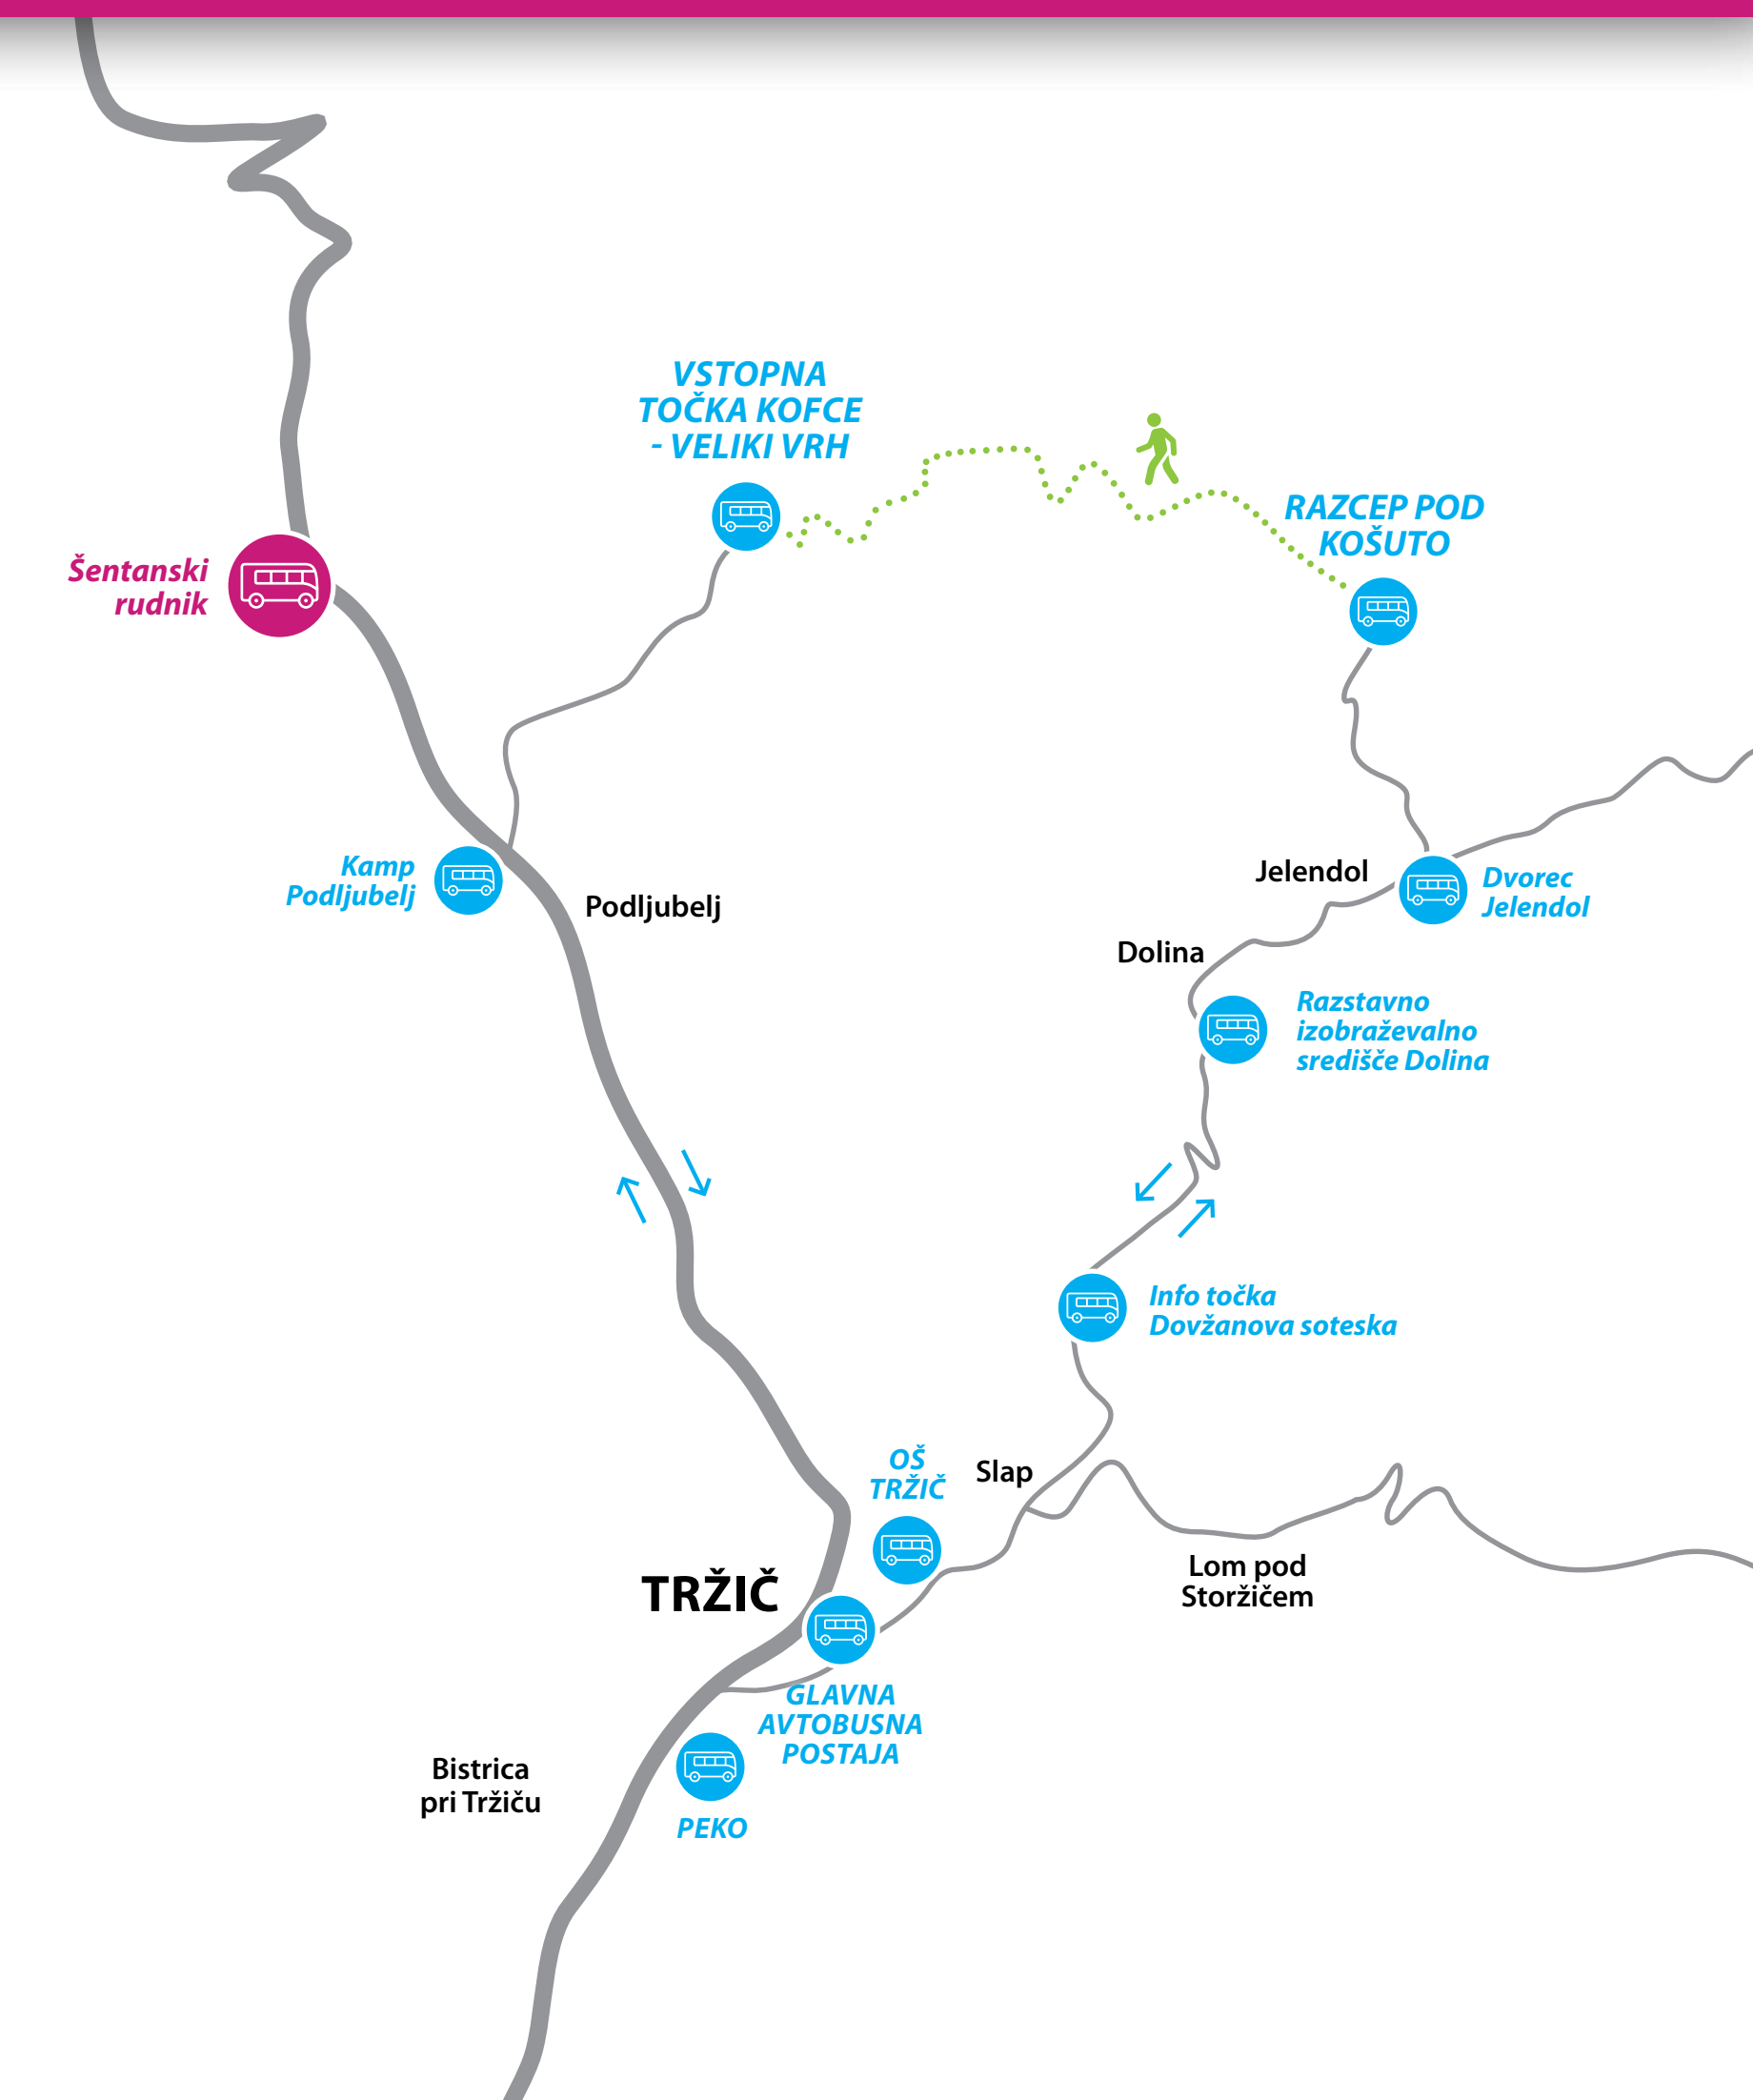 VSTOPNA
TOČKA KOFCE
- VELIKI VRH
RAZCEP POD
KOŠUTO
Šentanski
rudnik
Kamp
Podljubelj
Podljubelj
Jelendol
Dvorec
Jelendol
Dolina
Razstavno
izobraževalno
središče Dolina
Info točka
Dovžanova soteska
OŠ
TRŽIČ
Slap
Lom pod
Storžičem
TRŽIČ
GLAVNA
AVTOBUSNA
POSTAJA
Bistrica
pri Tržiču
PEKO